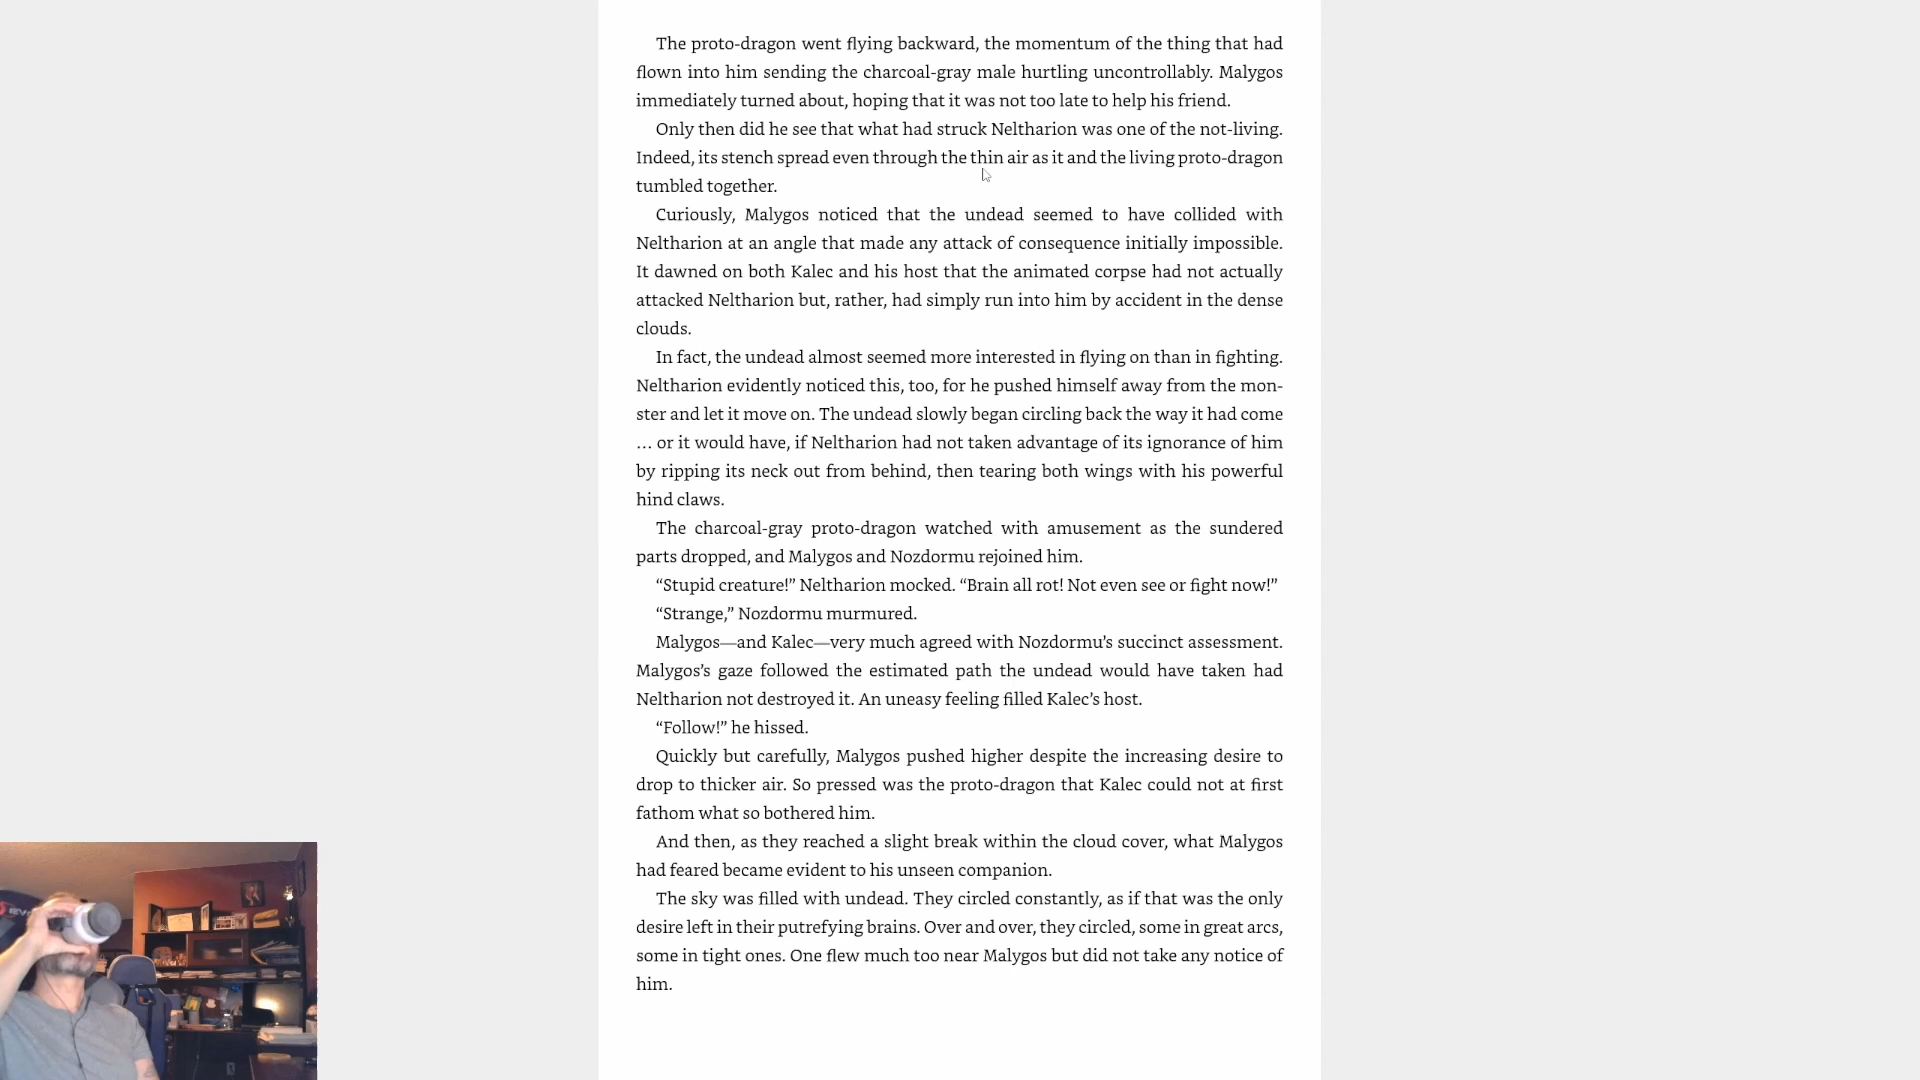 The proto-dragon went flying backward, the momentum of the thing that had
flown into him sending the charcoal-gray male hurtling uncontrollably. Malygos
immediately turned about, hoping that it was not too late to help his friend.
Only then did he see that what had struck Neltharion was one of the not-living.
Indeed, its stench spread even through the thin air as it and the living proto-dragon
tumbled together.
Curiously, Malygos noticed that the undead seemed to have collided with
Neltharion at an angle that made any attack of consequence initially impossible.
It dawned on both Kalec and his host that the animated corpse had not actually
attacked Neltharion but, rather, had simply run into him by accident in the dense
clouds.
In fact, the undead almost seemed more interested in flying on than in fighting.
Neltharion evidently noticed this, too, for he pushed himself away from the mon-
ster and let it move on. The undead slowly began circling back the way it had come
… or it would have, if Neltharion had not taken advantage of its ignorance of him
by ripping its neck out from behind, then tearing both wings with his powerful
hind claws.
The charcoal-gray proto-dragon watched with amusement as the sundered
parts dropped, and Malygos and Nozdormu rejoined him.
“Stupid creature!” Neltharion mocked. “Brain all rot! Not even see or fight now!”
“Strange,” Nozdormu murmured.
Malygos—and Kalec—very much agreed with Nozdormu’s succinct assessment.
Malygos’s gaze followed the estimated path the undead would have taken had
Neltharion not destroyed it. An uneasy feeling filled Kalec’s host.
“Follow!” he hissed.
Quickly but carefully, Malygos pushed higher despite the increasing desire to
drop to thicker air. So pressed was the proto-dragon that Kalec could not at first
fathom what so bothered him.
And then, as they reached a slight break within the cloud cover, what Malygos
had feared became evident to his unseen companion.
The sky was filled with undead. They circled constantly, as if that was the only
desire left in their putrefying brains. Over and over, they circled, some in great arcs,
some in tight ones. One flew much too near Malygos but did not take any notice of
him.